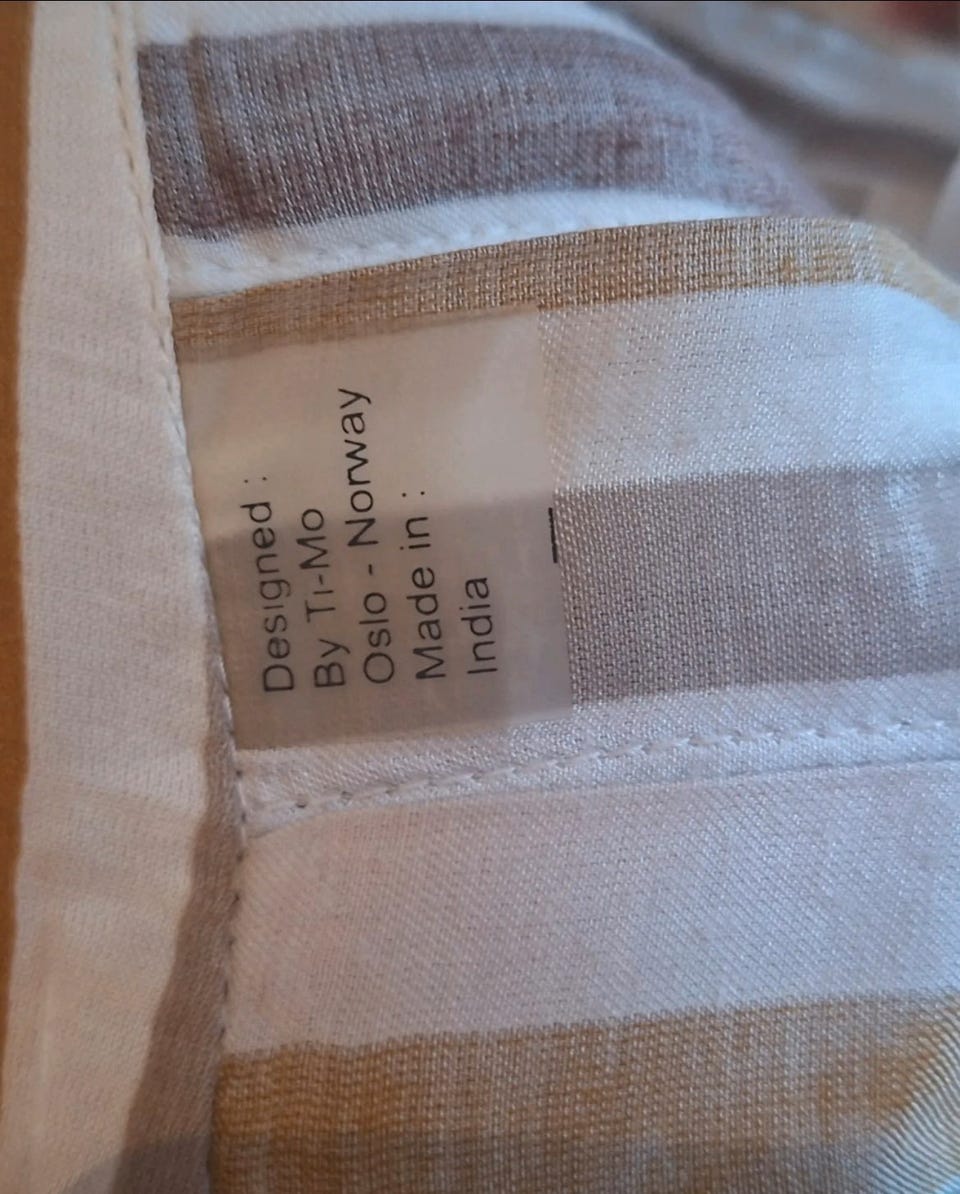 Designed :
By Ti-Mo
Oslo - Norway
Made in :
India